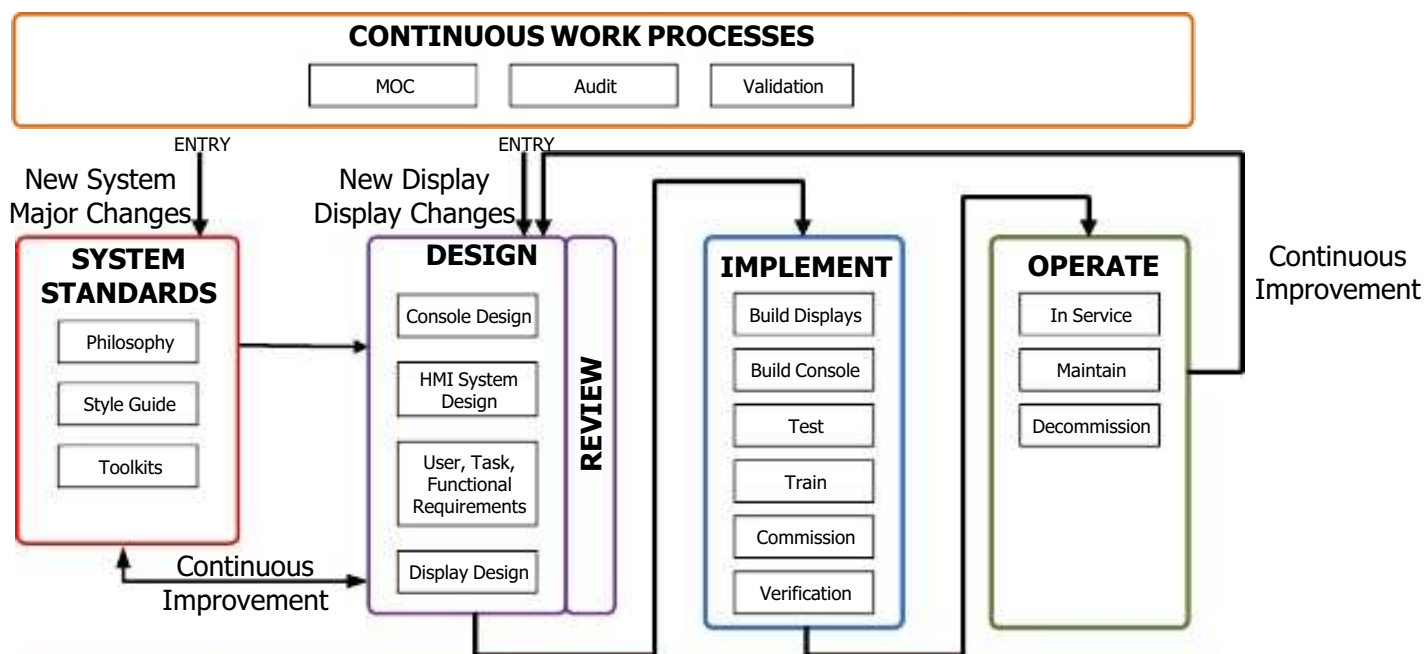 CONTINUOUS WORK PROCESSES
MOC
Audit
Validation
ENTRY
ENTRY
New System
Major Changes
New Display
Display Changes
SYSTEM
STANDARDS
Philosophy
Style Guide
Toolkits
Continuous
Improvement
DESIGN
Console Design
HMI System
Design
User, Task,
Functional
Requirements
Display Design
REVIEW
IMPLEMENT
Build Displays
Build Console
Test
Train
Commission
Verification
OPERATE
In Service
Maintain
Decommission
Continuous
Improvement